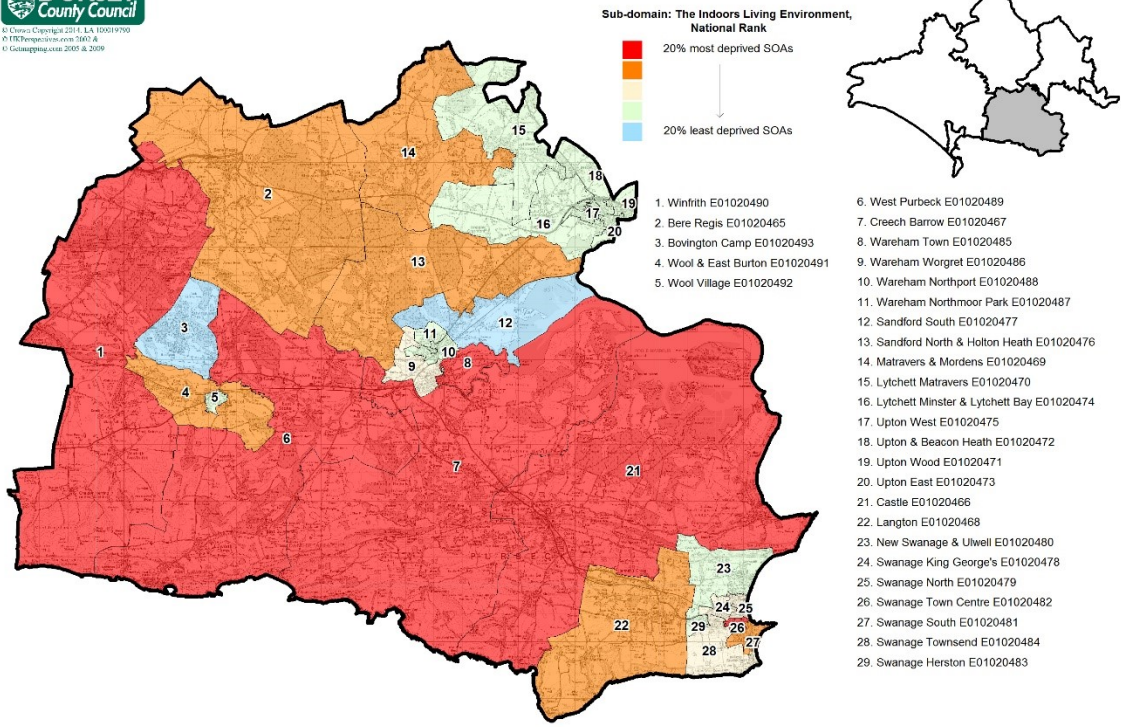 County Council
© Crown Copyright 2014. LA 100019790
© UKPerspectives.com 2002 &
© Getmapping.com 2005 & 2009
Sub-domain: The Indoors Living Environment,
National Rank
20% most deprived SOAs
20% least deprived SOAs
1. Winfrith E01020490
2. Bere Regis E01020465
3. Bovington Camp E01020493
4. Wool & East Burton E01020491
5. Wool Village E01020492
6. West Purbeck E01020489
7. Creech Barrow E01020467
8. Wareham Town E01020485
9. Wareham Worgret E01020486
10. Wareham Northport E01020488
11. Wareham Northmoor Park E01020487
12. Sandford South E01020477
13. Sandford North & Holton Heath E01020476
14. Matravers & Mordens E01020469
15. Lytchett Matravers E01020470
16. Lytchett Minster & Lytchett Bay E01020474
17. Upton West E01020475
18. Upton & Beacon Heath E01020472
19. Upton Wood E01020471
20. Upton East E01020473
21. Castle E01020466
22. Langton E01020468
23. New Swanage & Ulwell E01020480
24. Swanage King George's E01020478
25. Swanage North E01020479
26. Swanage Town Centre E01020482
27. Swanage South E01020481
28. Swanage Townsend E01020484
29. Swanage Herston E01020483
15
14
18
2
19
17
16
20
13
3
12
11
1
10
9
8
4
5
6
7
21
23
24
25
22
29
26
27
28